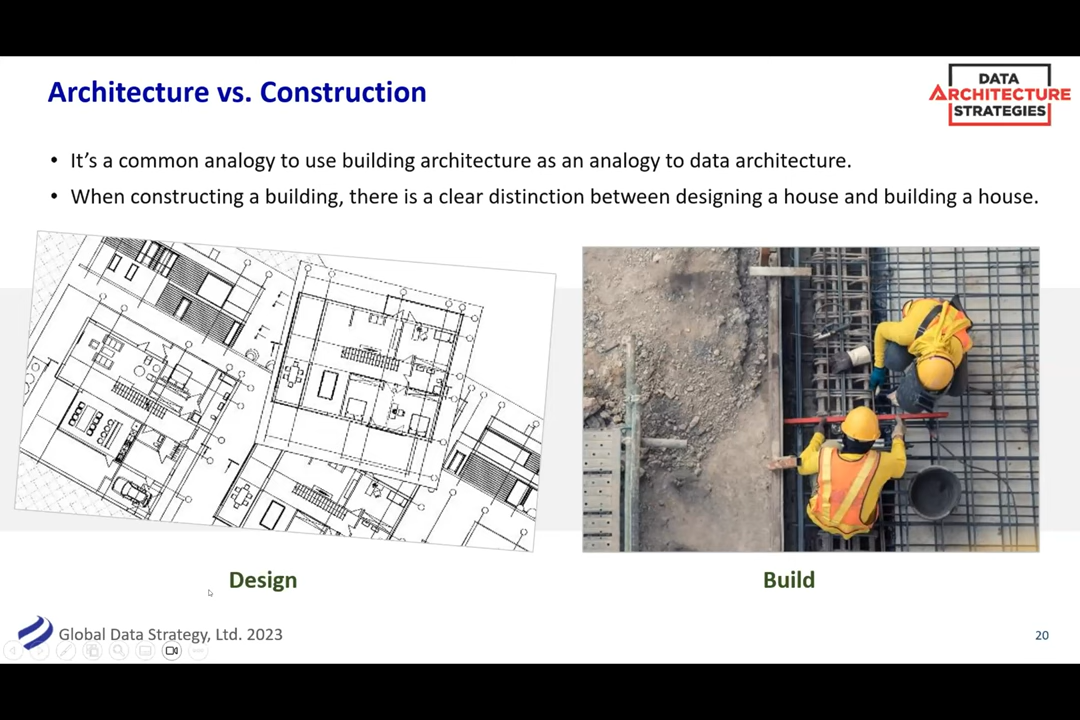 Architecture vs. Construction
DATA
ARCHITECTURE
STRATEGIES
• It's a common analogy to use building architecture as an analogy to data architecture.
• When constructing a building, there is a clear distinction between designing a house and building a house.
Design
Build
Global Data Strategy, Ltd. 2023
20